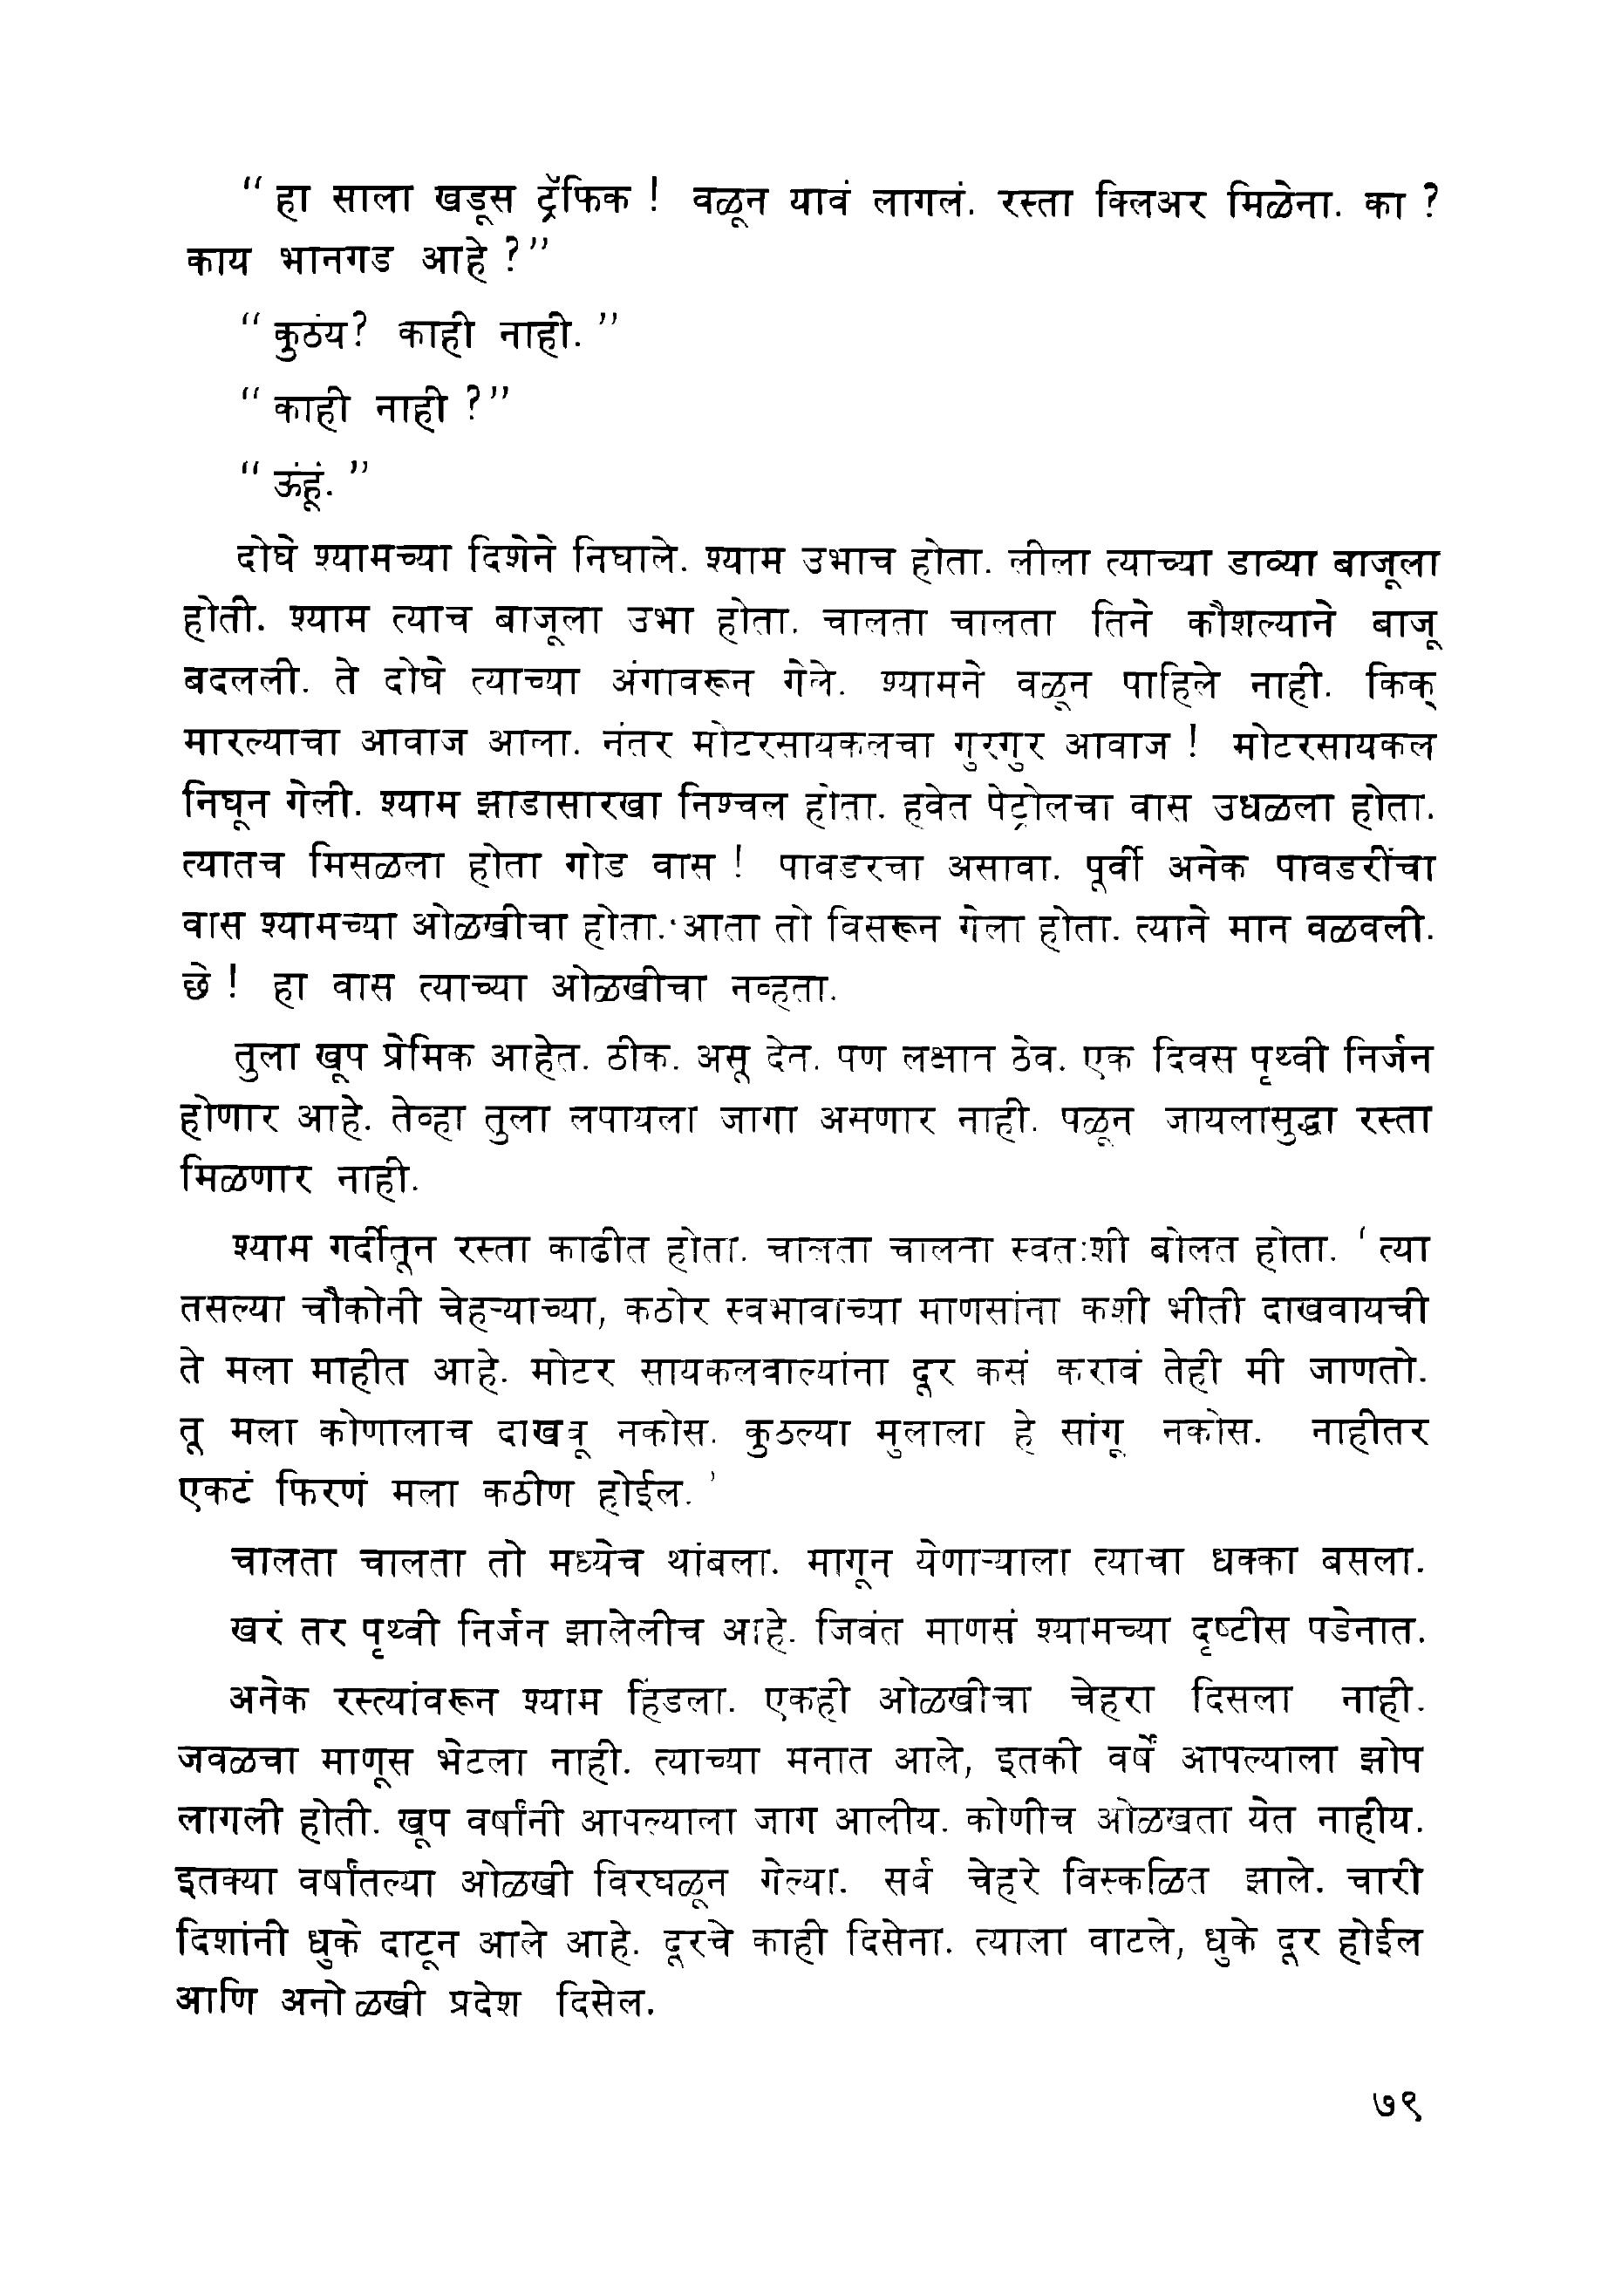 “ हा साला खडूस ट्रॅफिक ! वळून यावं लागलं. रस्ता क्लिअर मिळेना. का ?
काय भानगड आहे ?”
“ कुठंय? काही नाही. ”
“ काही नाही ?”
“ ऊंहूं. ”
दोघे श्यामच्या दिशेने निघाले. श्याम उभाच होता. लीला त्याच्या डाव्या बाजूला
होती. श्याम त्याच बाजूला उभा होता. चालता चालता तिने कौशल्याने बाजू
बदलली. ते दोघे त्याच्या अंगावरून गेले. श्यामने वळून पाहिले नाही. किक्
मारल्याचा आवाज आला. नंतर मोटरसायकलचा गुरगुर आवाज ! मोटरसायकल
निघून गेली. श्याम झाडासारखा निश्चल होता. हवेत पेट्रोलचा वास उधळला होता.
त्यातच मिसळला होता गोड वास ! पावडरचा असावा. पूर्वी अनेक पावडरींचा
वास श्यामच्या ओळखीचा होता. आता तो विसरून गेला होता. त्याने मान वळवली.
छे ! हा वास त्याच्या ओळखीचा नव्हता.
तुला खूप प्रेमिक आहेत. ठीक. असू देत. पण लक्षात ठेव. एक दिवस पृथ्वी निर्जन
होणार आहे. तेव्हा तुला लपायला जागा असणार नाही. पळून जायलासुद्धा रस्ता
मिळणार नाही.
श्याम गर्दीतून रस्ता काढीत होता. चालता चालता स्वतःशी बोलत होता. ‘ त्या
तसल्या चौकोनी चेहऱ्याच्या, कठोर स्वभावाच्या माणसांना कशी भीती दाखवायची
ते मला माहीत आहे. मोटर सायकलवाल्यांना दूर कसं करावं तेही मी जाणतो.
तू मला कोणालाच दाखवू नकोस. कुठल्या मुलाला हे सांगू नकोस. नाहीतर
एकटं फिरणं मला कठीण होईल. ’
चालता चालता तो मध्येच थांबला. मागून येणाऱ्याला त्याचा धक्का बसला.
खरं तर पृथ्वी निर्जन झालेलीच आहे. जिवंत माणसं श्यामच्या दृष्टीस पडेनात.
अनेक रस्त्यांवरून श्याम हिंडला. एकही ओळखीचा चेहरा दिसला नाही.
जवळचा माणूस भेटला नाही. त्याच्या मनात आले, इतकी वर्षें आपल्याला झोप
लागली होती. खूप वर्षांनी आपल्याला जाग आलीय. कोणीच ओळखता येत नाहीय.
इतक्या वर्षांतल्या ओळखी विरघळून गेल्या. सर्व चेहरे विस्कळित झाले. चारी
दिशांनी धुके दाटून आले आहे. दूरचे काही दिसेना. त्याला वाटले, धुके दूर होईल
आणि अनोळखी प्रदेश दिसेल.
७९